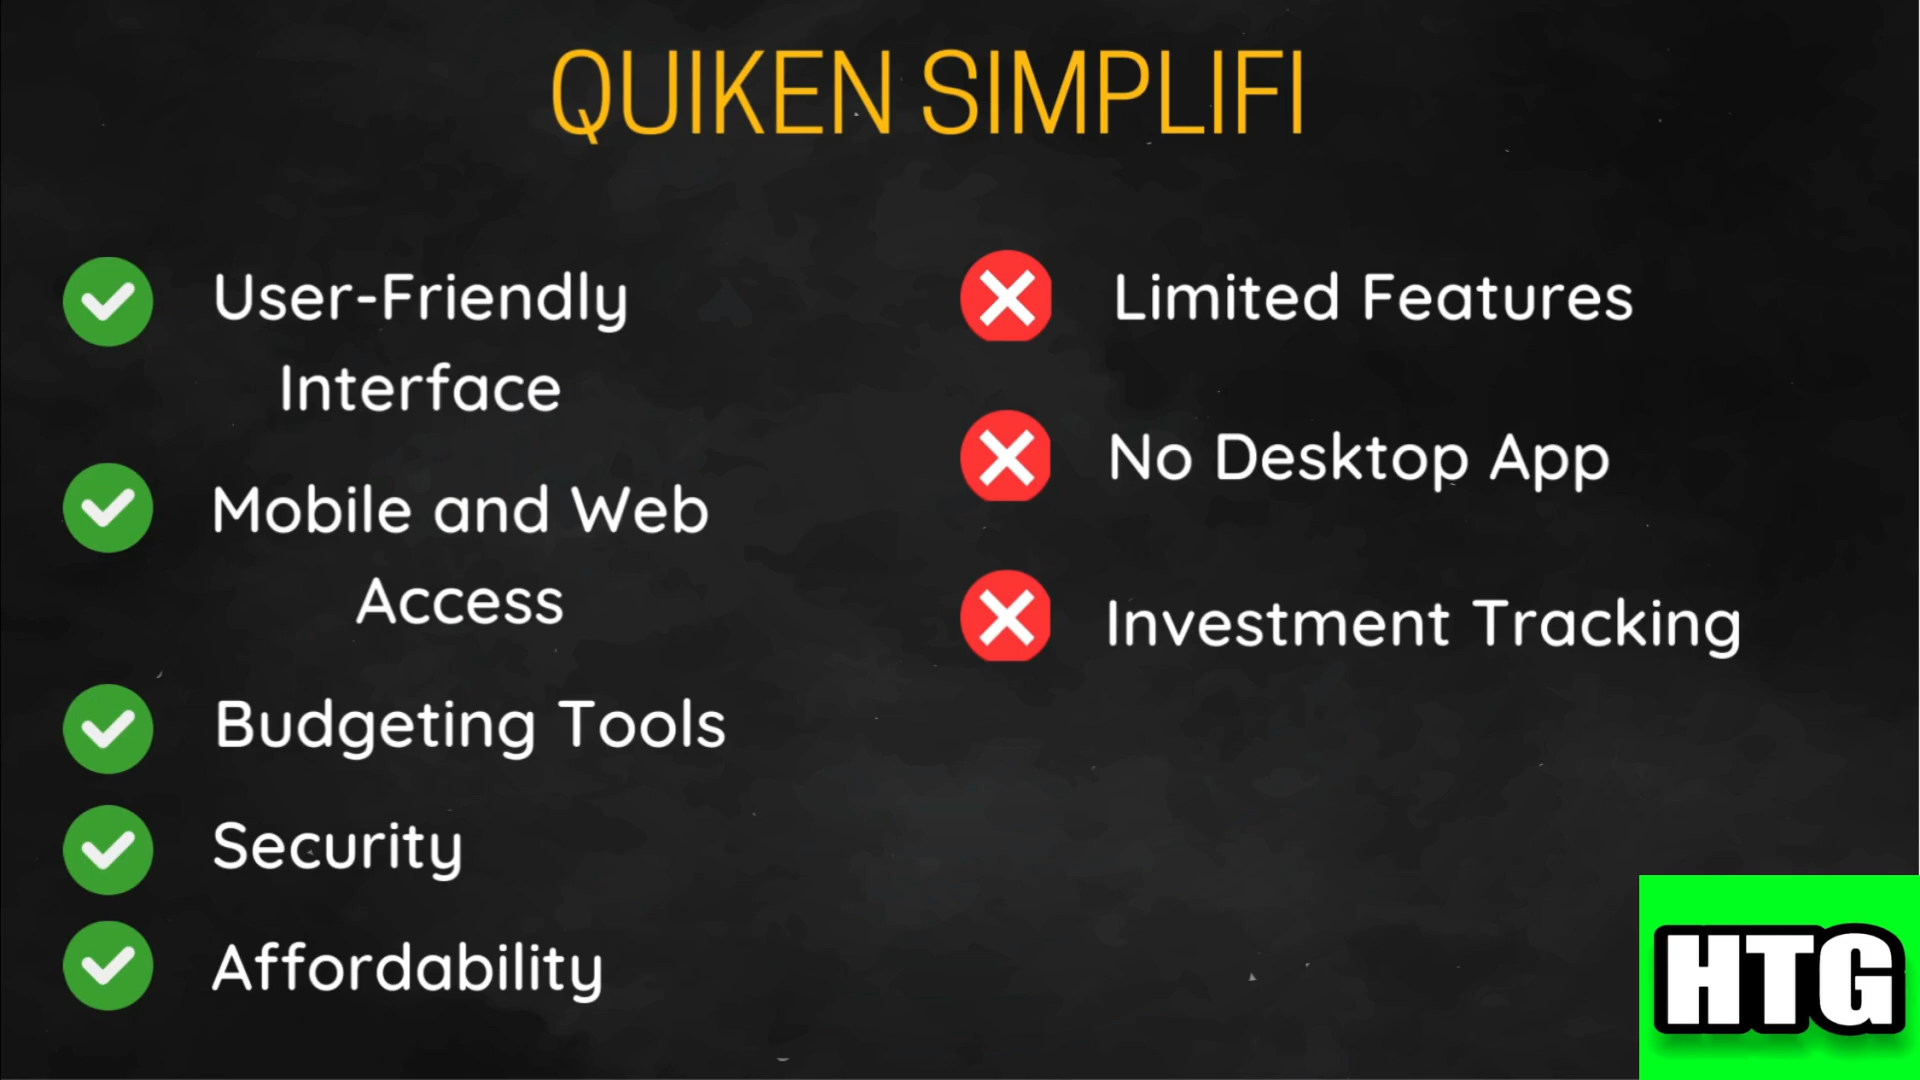 QUIKEN SIMPLIFI
User-Friendly
Interface
Mobile and Web
Access
Budgeting Tools
Security
Affordability
Limited Features
No Desktop App
Investment Tracking
HTG